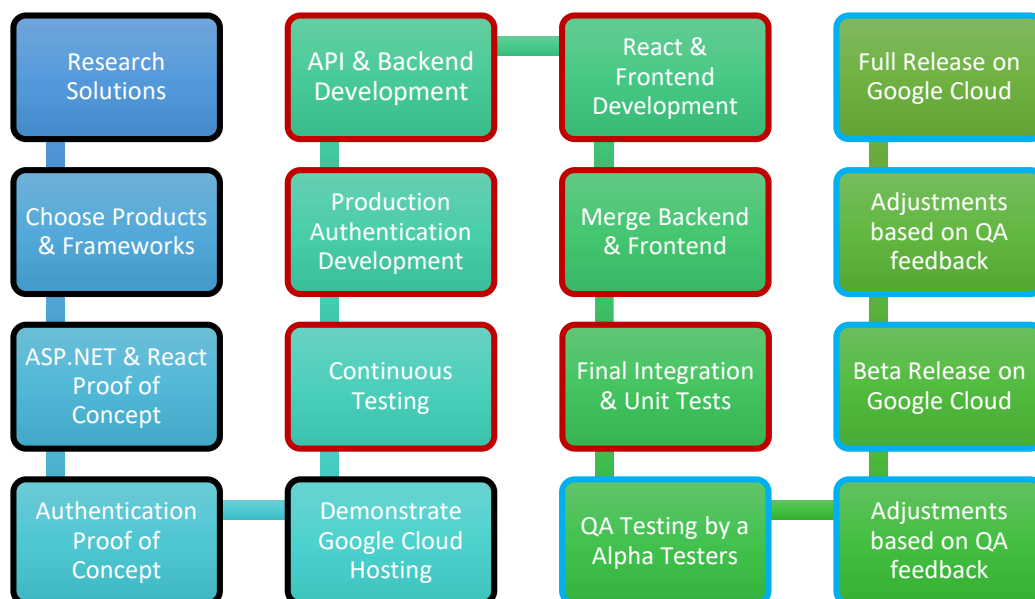 Research
Solutions
Choose Products
& Frameworks
ASP.NET & React
Proof of
Concept
Authentication
Proof of
Concept
Demonstrate
Google Cloud
Hosting
Continuous
Testing
Production
Authentication
Development
API & Backend
Development
React &
Frontend
Development
Merge Backend
& Frontend
Final Integration
& Unit Tests
QA Testing by a
Alpha Testers
Adjustments
based on QA
feedback
Beta Release on
Google Cloud
Adjustments
based on QA
feedback
Full Release on
Google Cloud